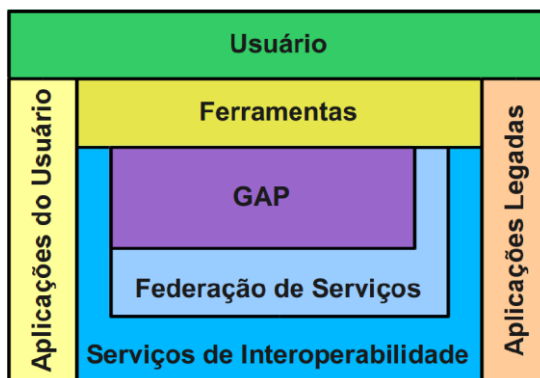 Usuário
Aplicações do Usuário
Ferramentas
GAP
Federação de Serviços
Serviços de Interoperabilidade
Aplicações Legadas